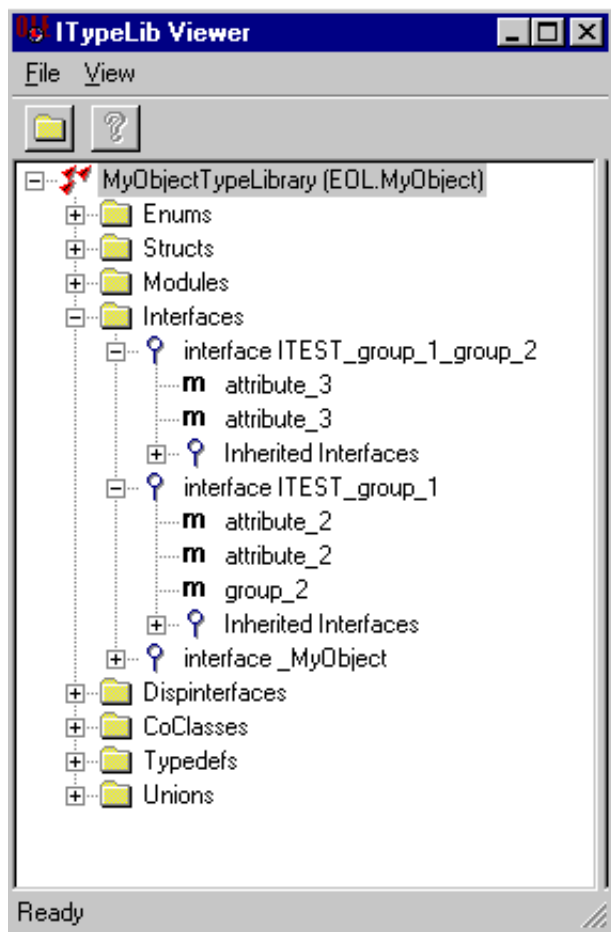 ITypeLib Viewer
File View
MyObjectTypeLibrary (EOL.MyObject)
Enums
Structs
Modules
Interfaces
interface ITEST_group_1_group_2
m attribute_3
m attribute_3
Inherited Interfaces
interface ITEST_group_1
m attribute_2
m attribute_2
m group_2
Inherited Interfaces
interface _MyObject
Dispinterfaces
CoClasses
Typedefs
Unions
Ready